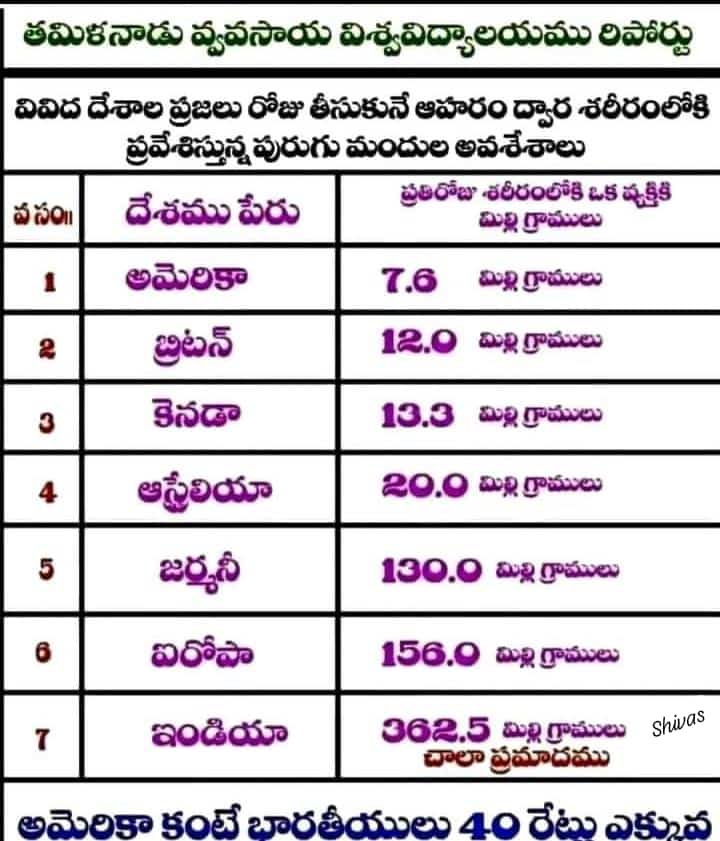 తమిళనాడు వ్వవసాయ విశ్వవిద్యాలయము రిపోర్టు
వివిద దేశాల ప్రజలు రోజు తీసుకునే ఆహరం ద్వార శరీరంలోకి
ప్రవేశిస్తున్న పురుగు మందుల అవశేశాలు
వ సం॥ దేశము పేరు ప్రతిరోజు శరీరంలోకి ఒక వ్యక్తికి
మిల్లి గ్రాములు
1 అమెరికా 7.6 మిల్లి గ్రాములు
2 బ్రిటన్ 12.0 మిల్లి గ్రాములు
3 కెనడా 13.3 మిల్లి గ్రాములు
4 ఆస్ట్రేలియా 20.0 మిల్లి గ్రాములు
5 జర్మనీ 130.0 మిల్లి గ్రాములు
6 ఐరోపా 156.0 మిల్లి గ్రాములు
7 ఇండియా 362.5 మిల్లి గ్రాములు Shivas
చాలా ప్రమాదము
అమెరికా కంటే భారతీయులు 40 రేట్లు ఎక్కువ